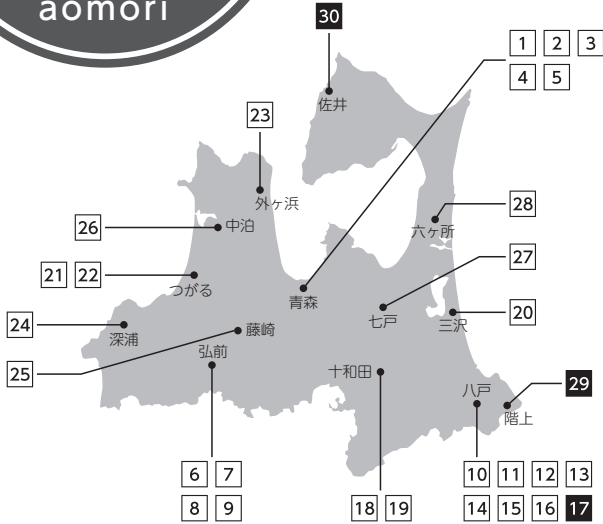 aomori
30
1 2 3
4 5
佐井
23
外ヶ浜
28
六ヶ所
26
中泊
27
21 22
つがる
青森
七戸
20
三沢
24
深浦
藤崎
25
弘前
十和田
八戸
29
階上
6 7
8 9
18 19
10 11 12 13
14 15 16 17